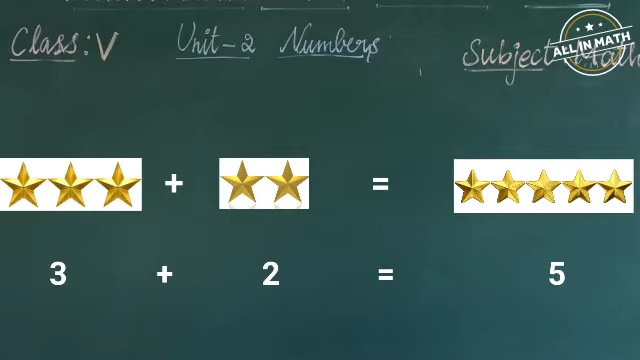 Class: V Unit-2 Numbers Subject
ALL IN MATH
+ =
3 + 2 = 5